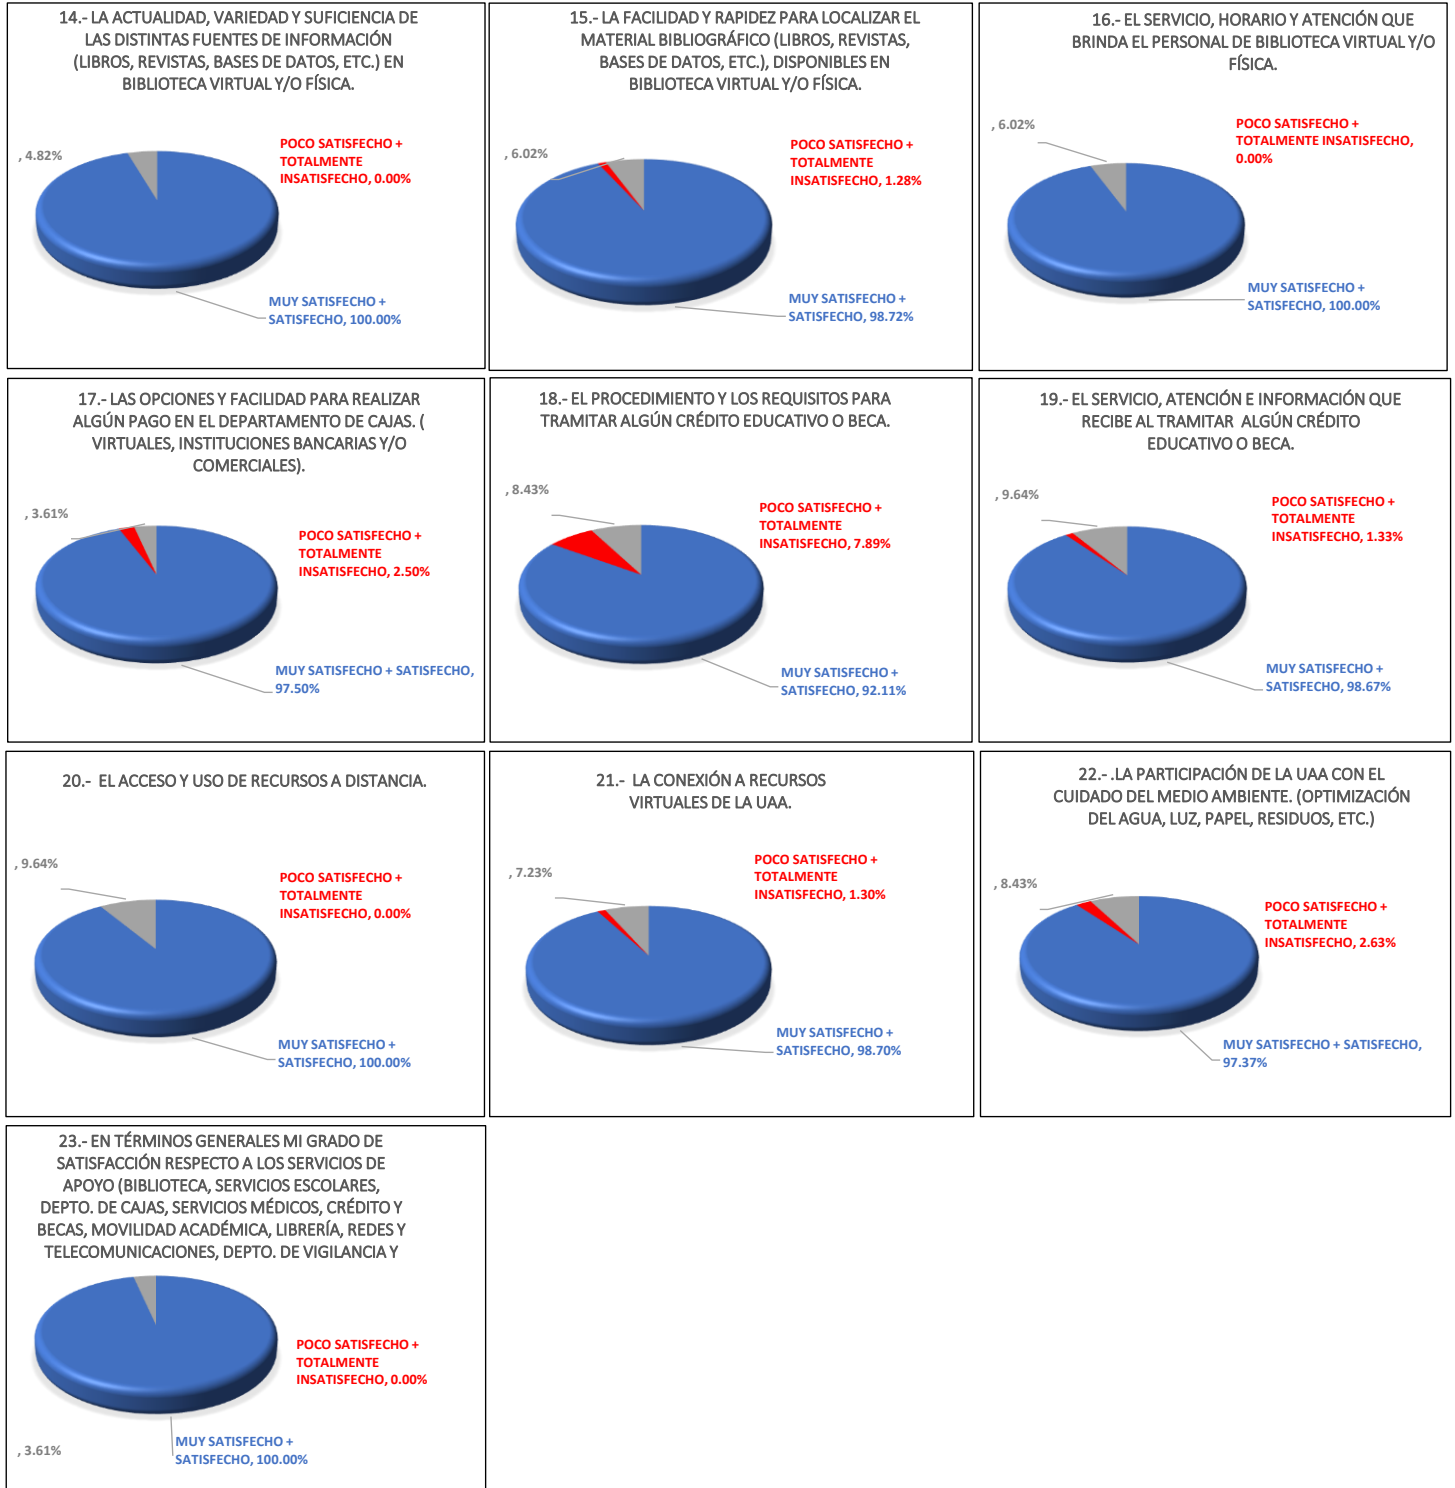 14.- LA ACTUALIDAD, VARIEDAD Y SUFICIENCIA DE
LAS DISTINTAS FUENTES DE INFORMACIÓN
(LIBROS, REVISTAS, BASES DE DATOS, ETC.) EN
BIBLIOTECA VIRTUAL Y/O FÍSICA.
, 4.82%
POCO SATISFECHO +
TOTALMENTE
INSATISFECHO, 0.00%
MUY SATISFECHO +
SATISFECHO, 100.00%
15.- LA FACILIDAD Y RAPIDEZ PARA LOCALIZAR EL
MATERIAL BIBLIOGRÁFICO (LIBROS, REVISTAS,
BASES DE DATOS, ETC.), DISPONIBLES EN
BIBLIOTECA VIRTUAL Y/O FÍSICA.
, 6.02%
POCO SATISFECHO +
TOTALMENTE
INSATISFECHO, 1.28%
MUY SATISFECHO +
SATISFECHO, 98.72%
16.- EL SERVICIO, HORARIO Y ATENCIÓN QUE
BRINDA EL PERSONAL DE BIBLIOTECA VIRTUAL Y/O
FÍSICA.
, 6.02%
POCO SATISFECHO +
TOTALMENTE INSATISFECHO,
0.00%
MUY SATISFECHO +
SATISFECHO, 100.00%
17.- LAS OPCIONES Y FACILIDAD PARA REALIZAR
ALGÚN PAGO EN EL DEPARTAMENTO DE CAJAS. (
VIRTUALES, INSTITUCIONES BANCARIAS Y/O
COMERCIALES).
, 3.61%
POCO SATISFECHO +
TOTALMENTE
INSATISFECHO, 2.50%
MUY SATISFECHO + SATISFECHO,
97.50%
18.- EL PROCEDIMIENTO Y LOS REQUISITOS PARA
TRAMITAR ALGÚN CRÉDITO EDUCATIVO O BECA.
, 8.43%
POCO SATISFECHO +
TOTALMENTE
INSATISFECHO, 7.89%
MUY SATISFECHO +
SATISFECHO, 92.11%
19.- EL SERVICIO, ATENCIÓN E INFORMACIÓN QUE
RECIBE AL TRAMITAR ALGÚN CRÉDITO
EDUCATIVO O BECA.
, 9.64%
POCO SATISFECHO +
TOTALMENTE
INSATISFECHO, 1.33%
MUY SATISFECHO +
SATISFECHO, 98.67%
20.- EL ACCESO Y USO DE RECURSOS A DISTANCIA.
, 9.64%
POCO SATISFECHO +
TOTALMENTE
INSATISFECHO, 0.00%
MUY SATISFECHO +
SATISFECHO, 100.00%
21.- LA CONEXIÓN A RECURSOS
VIRTUALES DE LA UAA.
, 7.23%
POCO SATISFECHO +
TOTALMENTE
INSATISFECHO, 1.30%
MUY SATISFECHO +
SATISFECHO, 98.70%
22.- .LA PARTICIPACIÓN DE LA UAA CON EL
CUIDADO DEL MEDIO AMBIENTE. (OPTIMIZACIÓN
DEL AGUA, LUZ, PAPEL, RESIDUOS, ETC.)
, 8.43%
POCO SATISFECHO +
TOTALMENTE
INSATISFECHO, 2.63%
MUY SATISFECHO + SATISFECHO,
97.37%
23.- EN TÉRMINOS GENERALES MI GRADO DE
SATISFACCIÓN RESPECTO A LOS SERVICIOS DE
APOYO (BIBLIOTECA, SERVICIOS ESCOLARES,
DEPTO. DE CAJAS, SERVICIOS MÉDICOS, CRÉDITO Y
BECAS, MOVILIDAD ACADÉMICA, LIBRERÍA, REDES Y
TELECOMUNICACIONES, DEPTO. DE VIGILANCIA Y
POCO SATISFECHO +
TOTALMENTE
INSATISFECHO, 0.00%
MUY SATISFECHO +
SATISFECHO, 100.00%
, 3.61%